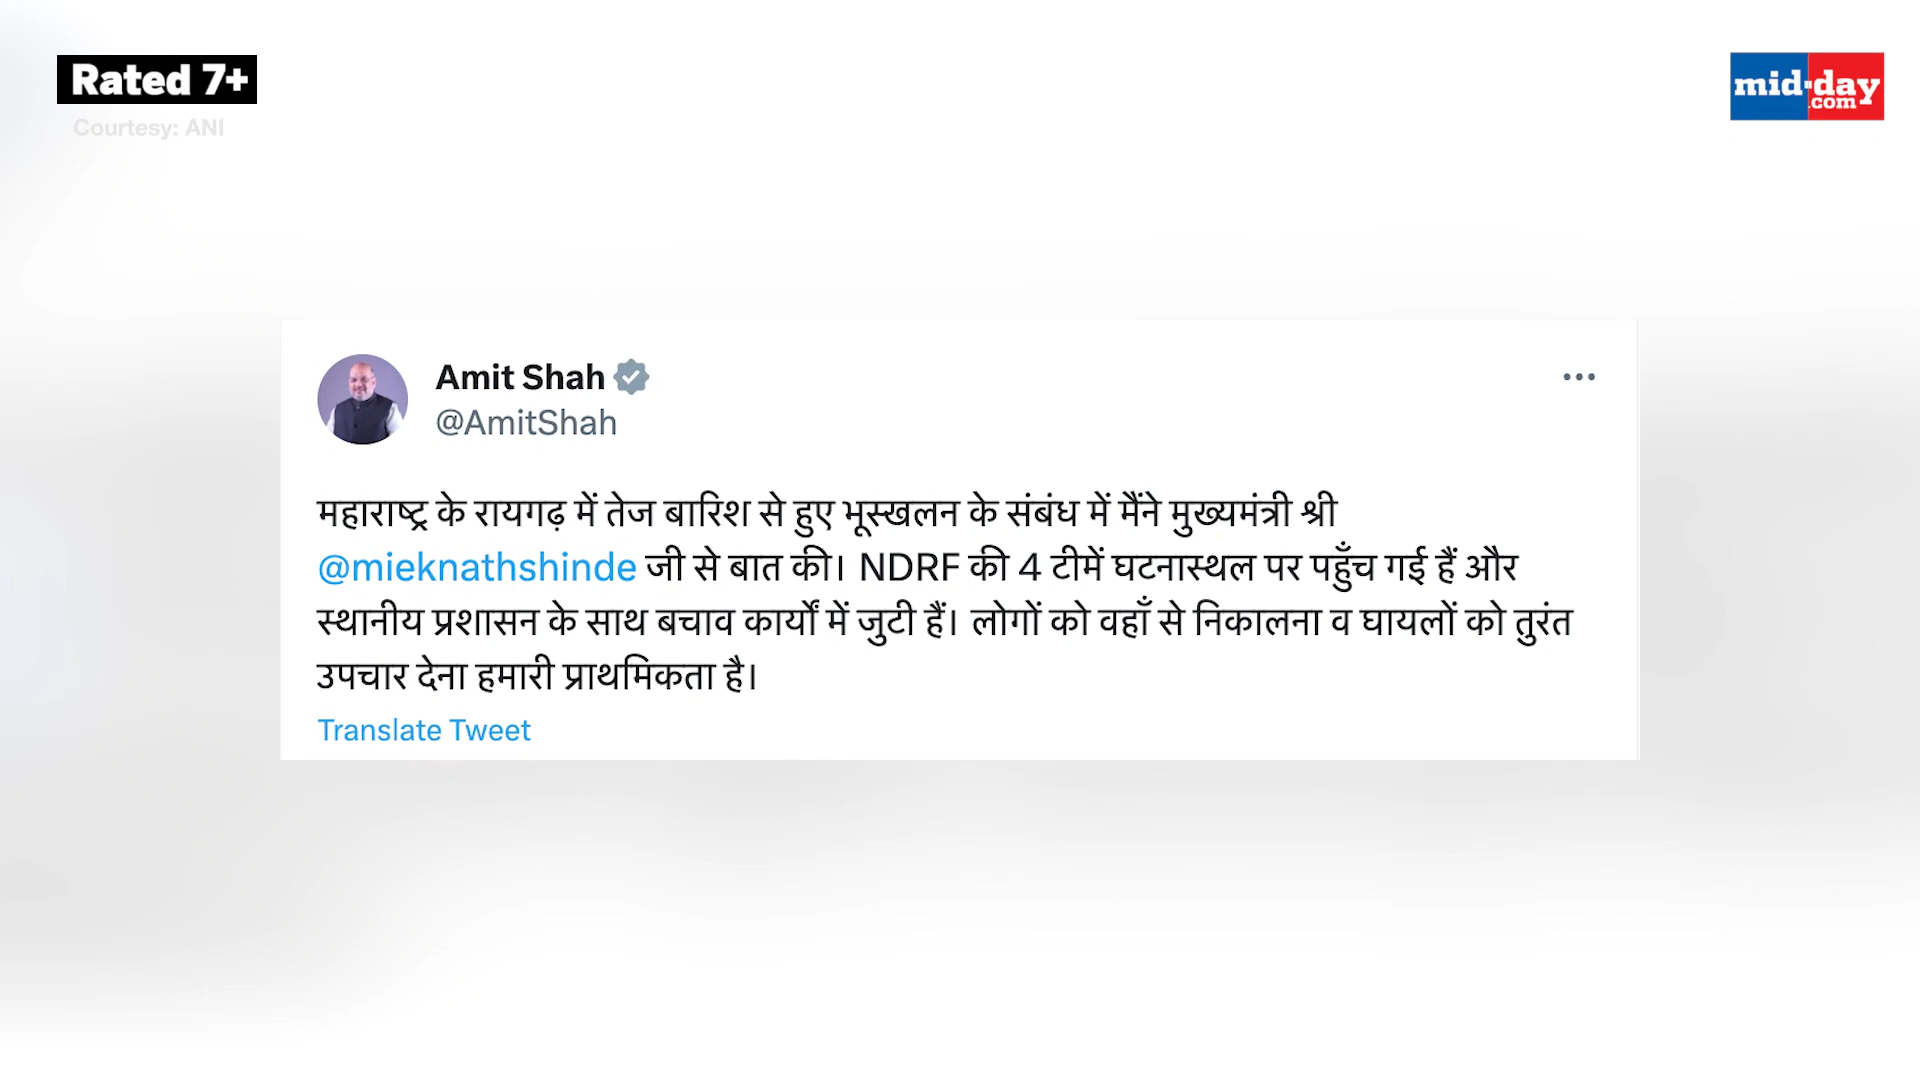 Rated 7+
Courtesy: ANI
mid-day
.com
Amit Shah
@AmitShah
महाराष्ट्र के रायगढ़ में तेज बारिश से हुए भूस्खलन के संबंध में मैंने मुख्यमंत्री श्री
@mieknathshinde जी से बात की। NDRF की 4 टीमें घटनास्थल पर पहुँच गई हैं और
स्थानीय प्रशासन के साथ बचाव कार्यों में जुटी हैं। लोगों को वहाँ से निकालना व घायलों को तुरंत
उपचार देना हमारी प्राथमिकता है।
Translate Tweet